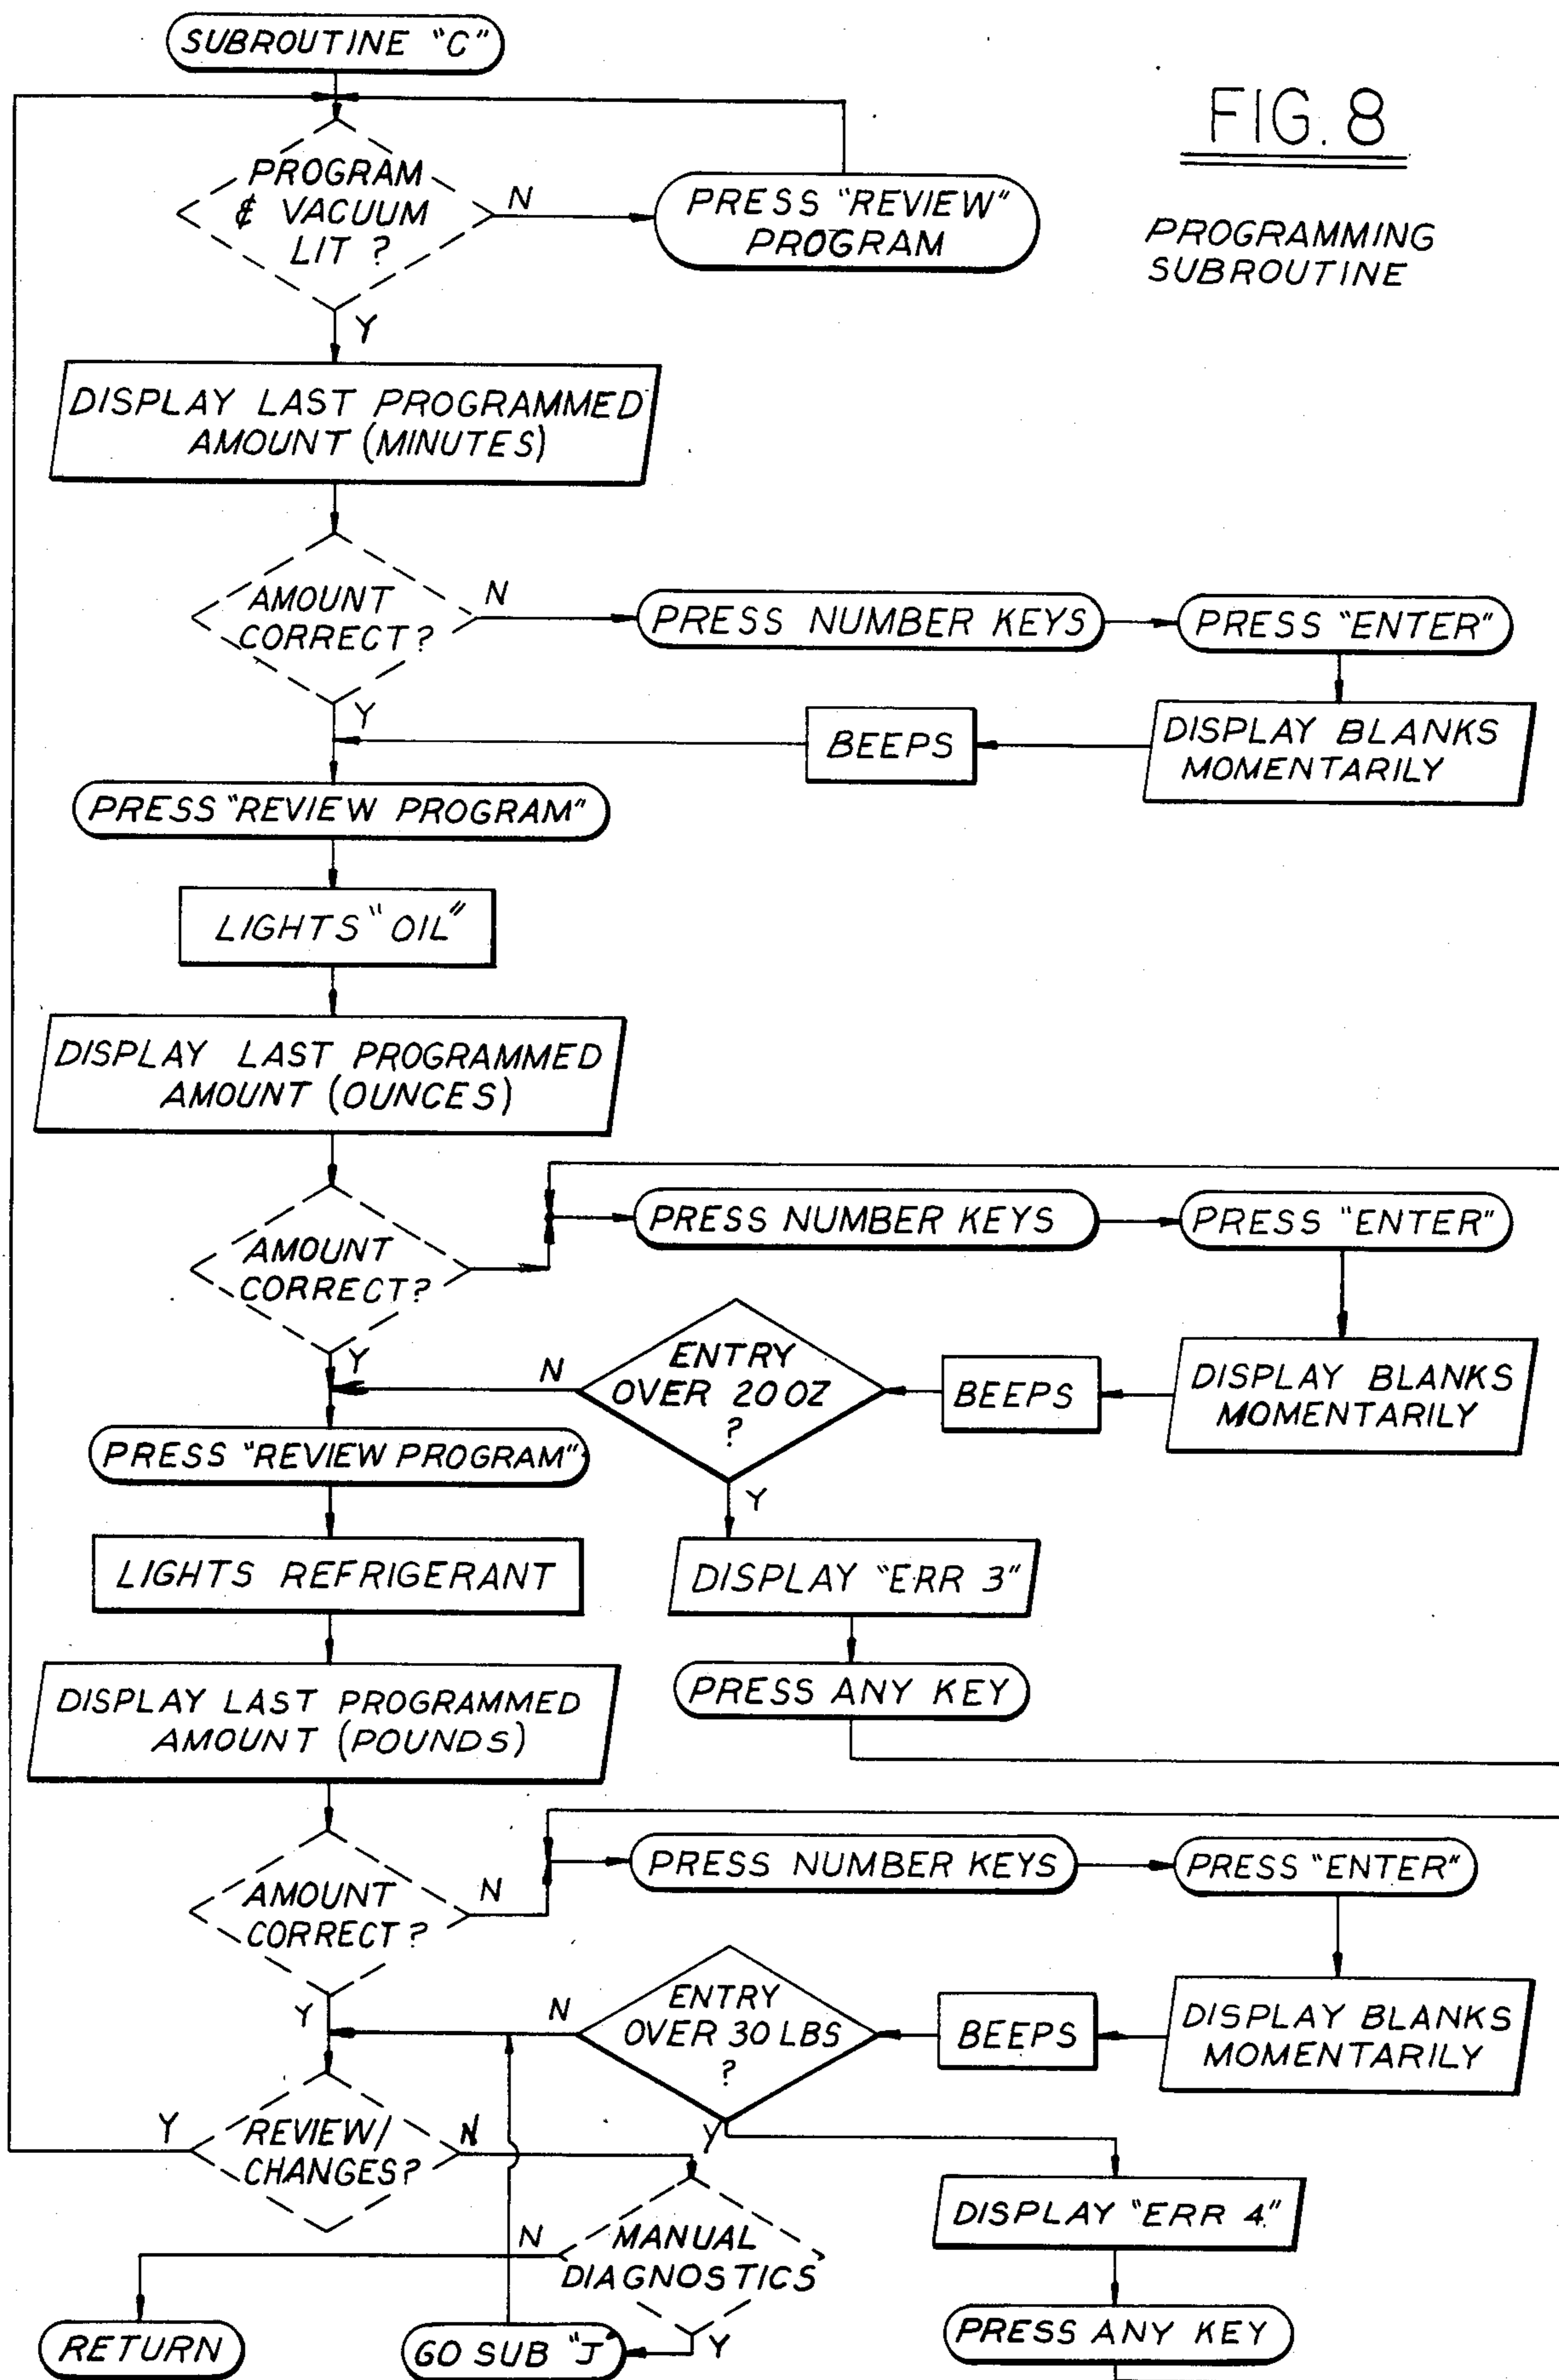 SUBROUTINE "C"
FIG. 8
PROGRAMMING
SUBROUTINE
PROGRAM
& VACUUM
LIT ?
N
PRESS "REVIEW"
PROGRAM
Y
DISPLAY LAST PROGRAMMED
AMOUNT (MINUTES)
AMOUNT
CORRECT?
N
PRESS NUMBER KEYS
PRESS "ENTER"
Y
DISPLAY BLANKS
MOMENTARILY
BEEPS
PRESS "REVIEW PROGRAM"
LIGHTS "OIL"
DISPLAY LAST PROGRAMMED
AMOUNT (OUNCES)
AMOUNT
CORRECT?
PRESS NUMBER KEYS
PRESS "ENTER"
Y
DISPLAY BLANKS
MOMENTARILY
BEEPS
ENTRY
OVER 20 OZ
?
N
Y
PRESS "REVIEW PROGRAM"
LIGHTS REFRIGERANT
DISPLAY "ERR 3"
PRESS ANY KEY
DISPLAY LAST PROGRAMMED
AMOUNT (POUNDS)
AMOUNT
CORRECT?
N
PRESS NUMBER KEYS
PRESS "ENTER"
Y
DISPLAY BLANKS
MOMENTARILY
BEEPS
ENTRY
OVER 30 LBS
?
N
Y
REVIEW/
CHANGES?
Y
N
DISPLAY "ERR 4"
MANUAL
DIAGNOSTICS
N
Y
RETURN
GO SUB "J"
PRESS ANY KEY